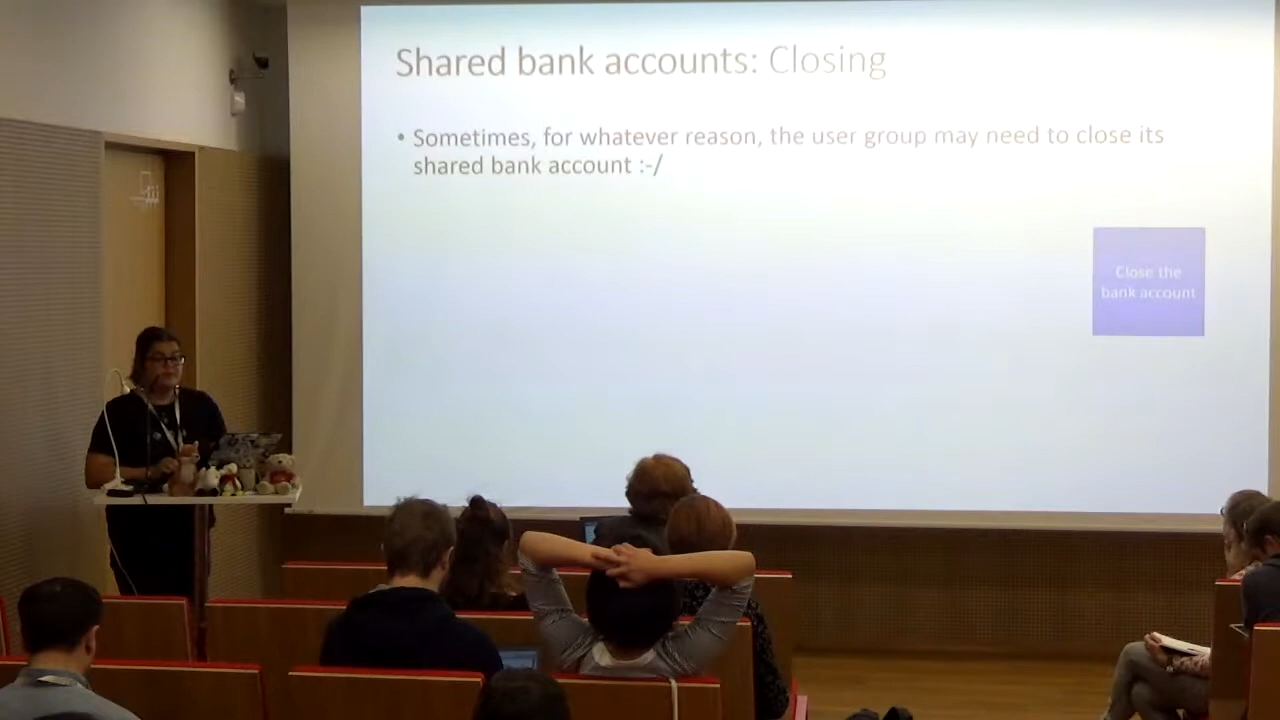 Shared bank accounts: Closing
• Sometimes, for whatever reason, the user group may need to close its
shared bank account :-/
Close the
bank account